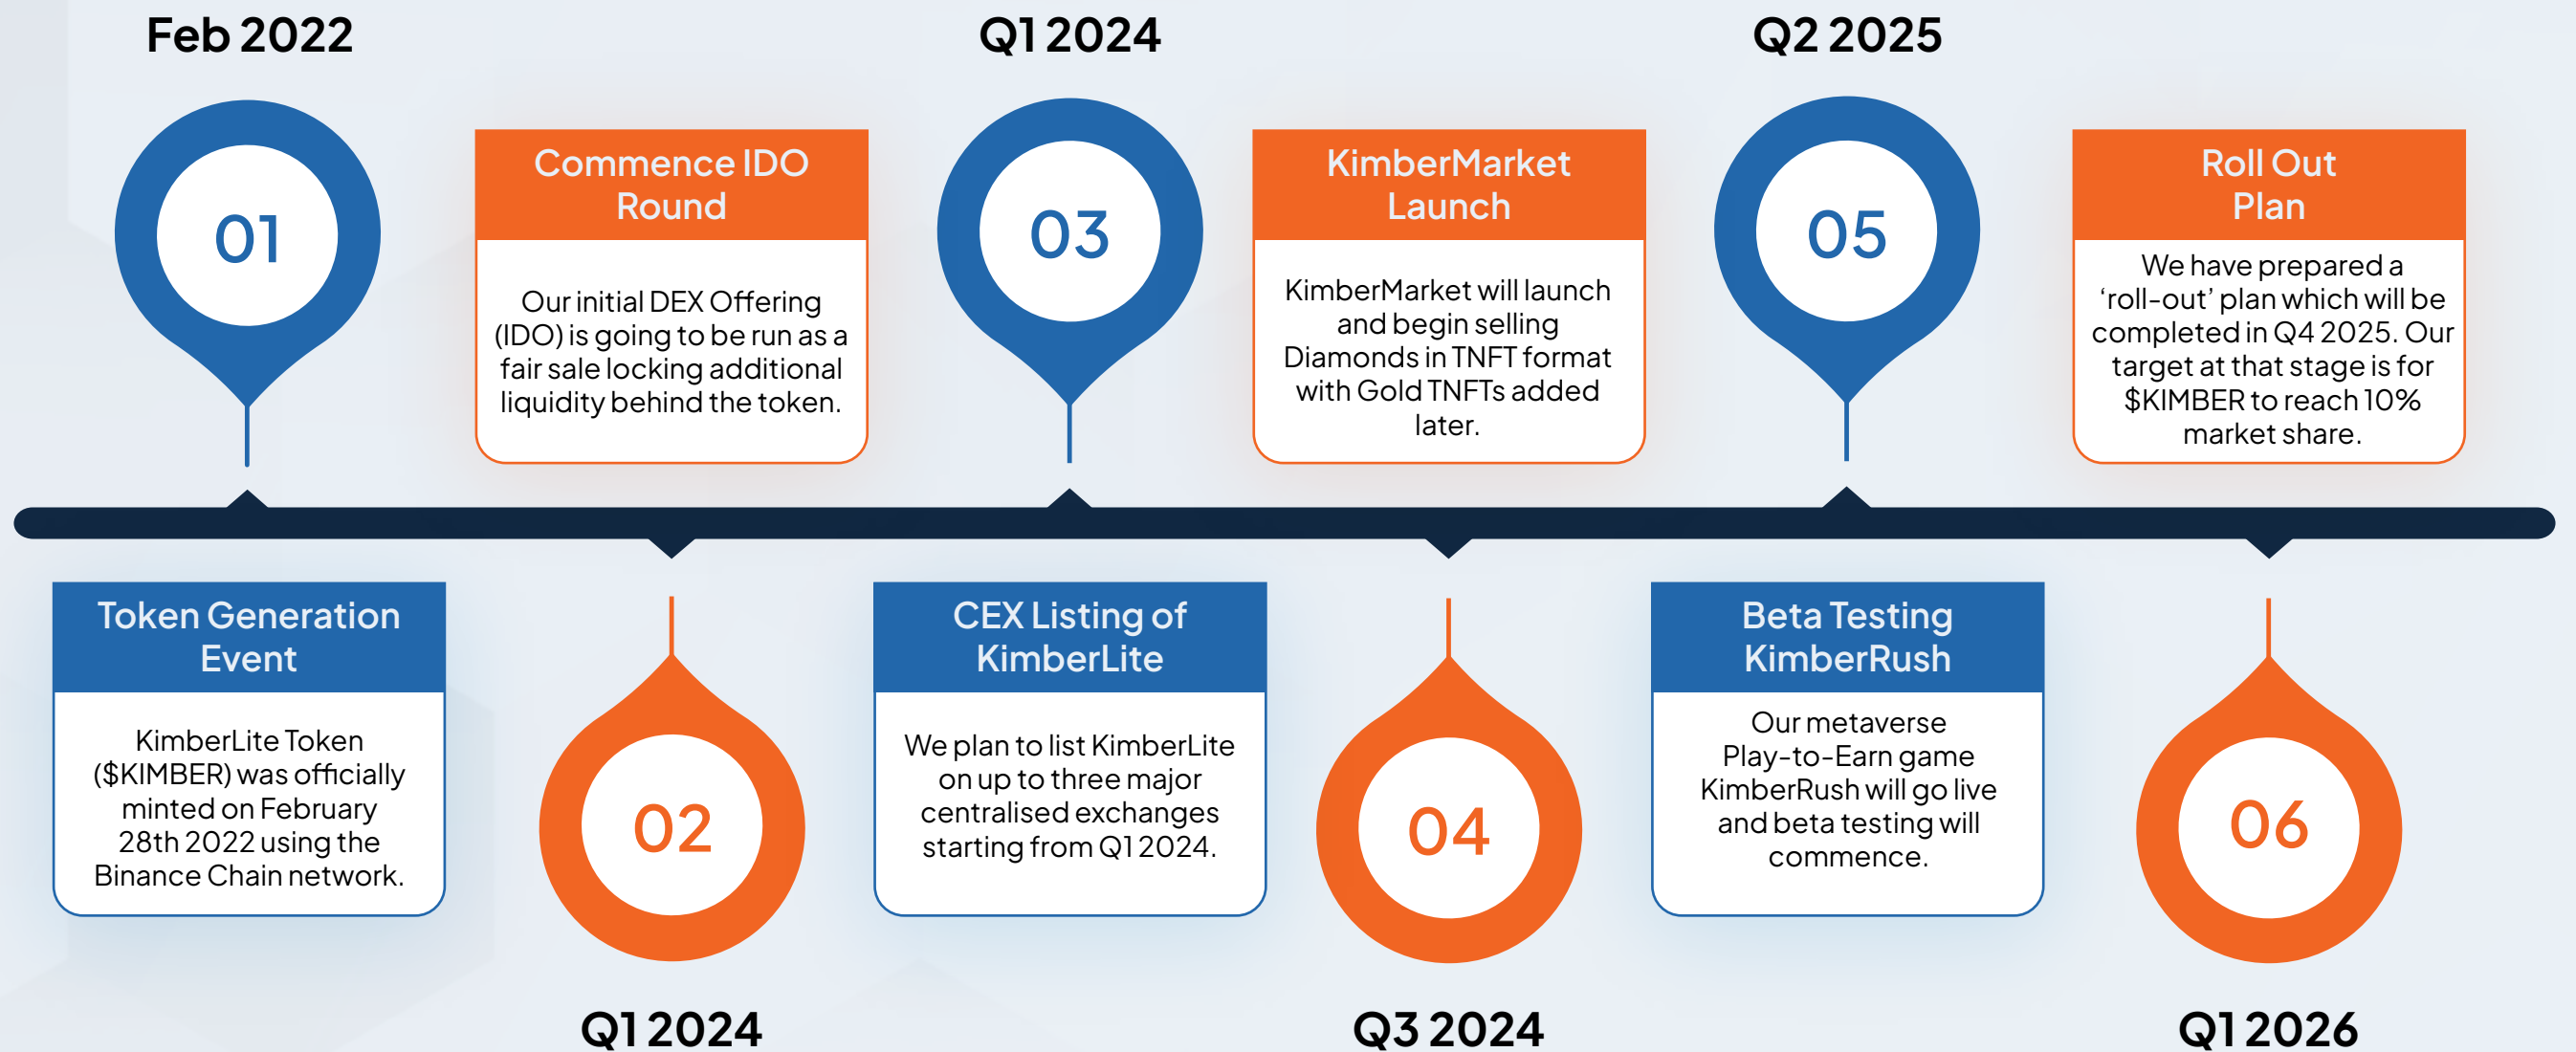 Feb 2022
01
Token Generation
Event
KimberLite Token
($KIMBER) was officially
minted on February
28th 2022 using the
Binance Chain network.
Commence IDO
Round
Our initial DEX Offering
(IDO) is going to be run as a
fair sale locking additional
liquidity behind the token.
02
Q1 2024
Q1 2024
03
CEX Listing of
KimberLite
We plan to list KimberLite
on up to three major
centralised exchanges
starting from Q1 2024.
KimberMarket
Launch
KimberMarket will launch
and begin selling
Diamonds in TNFT format
with Gold TNFTs added
later.
04
Q3 2024
Q2 2025
05
Beta Testing
KimberRush
Our metaverse
Play-to-Earn game
KimberRush will go live
and beta testing will
commence.
Roll Out
Plan
We have prepared a
‘roll-out’ plan which will be
completed in Q4 2025. Our
target at that stage is for
$KIMBER to reach 10%
market share.
06
Q1 2026